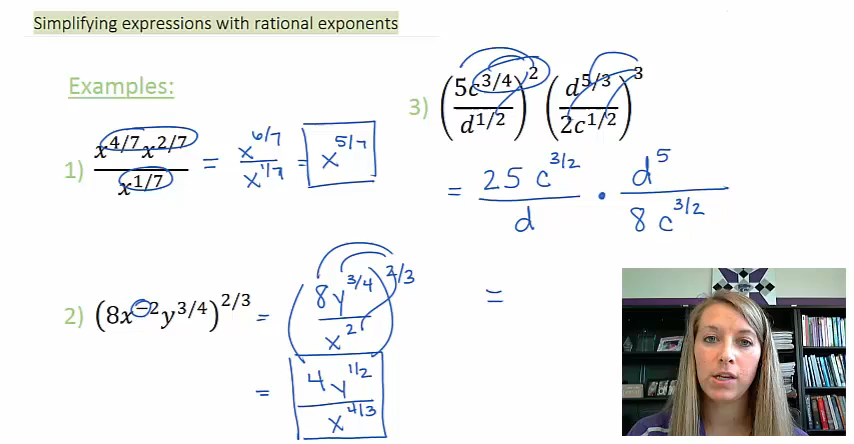 Simplifying expressions with rational exponents
Examples:
1) x^{4/7}x^{2/7} / x^{1/7} = x^{6/7} / x^{1/7} = x^{5/7}
2) (8x^{-2}y^{3/4})^{2/3} = (8y^{3/4} / x^{2})^{2/3}
= 4y^{1/2} / x^{4/3}
3) (5c^{3/4} / d^{1/2})^{2} (d^{5/3} / 2c^{1/2})^{3}
= 25c^{3/2} / d · d^{5} / 8c^{3/2}
=